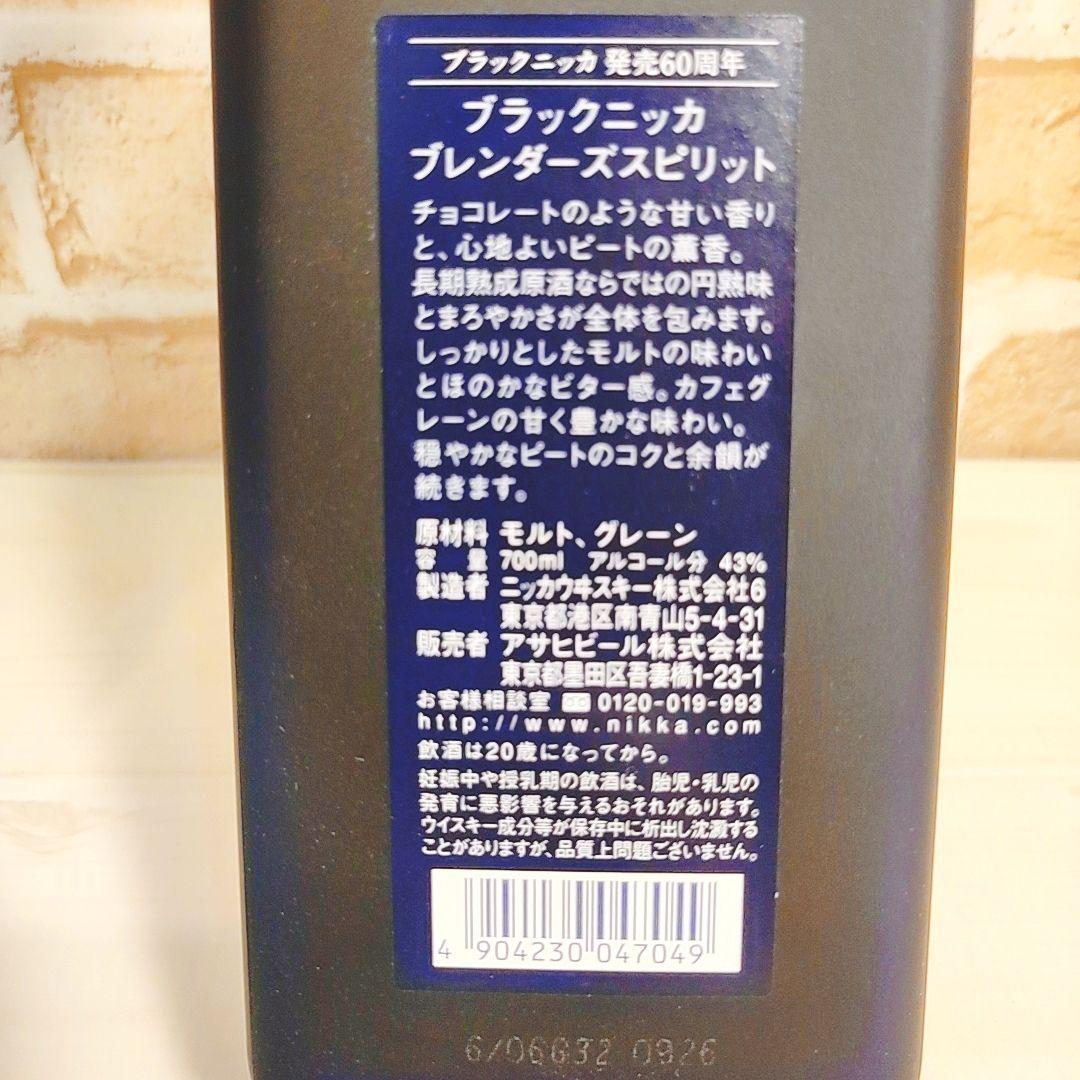 ブラックニッカ 発売60周年
ブラックニッカ
ブレンダーズスピリット
チョコレートのような甘い香り
と、心地よいピートの薫香。
長期熟成原酒ならではの円熟味
とまろやかさが全体を包みます。
しっかりとしたモルトの味わい
とほのかなビター感。カフェグ
レーンの甘く豊かな味わい。
穏やかなピートのコクと余韻が
続きます。
原材料 モルト、グレーン
容量 700ml アルコール分 43%
製造者 ニッカウヰスキー株式会社6
東京都港区南青山5-4-31
販売者 アサヒビール株式会社
東京都墨田区吾妻橋1-23-1
お客様相談室 0120-019-993
http://www.nikka.com
飲酒は20歳になってから。
妊娠中や授乳期の飲酒は、胎児・乳児の
発育に悪影響を与えるおそれがあります。
ウイスキー成分等が保存中に析出し沈澱する
ことがありますが、品質上問題ございません。
4 904230 047049
6/06G32 0926